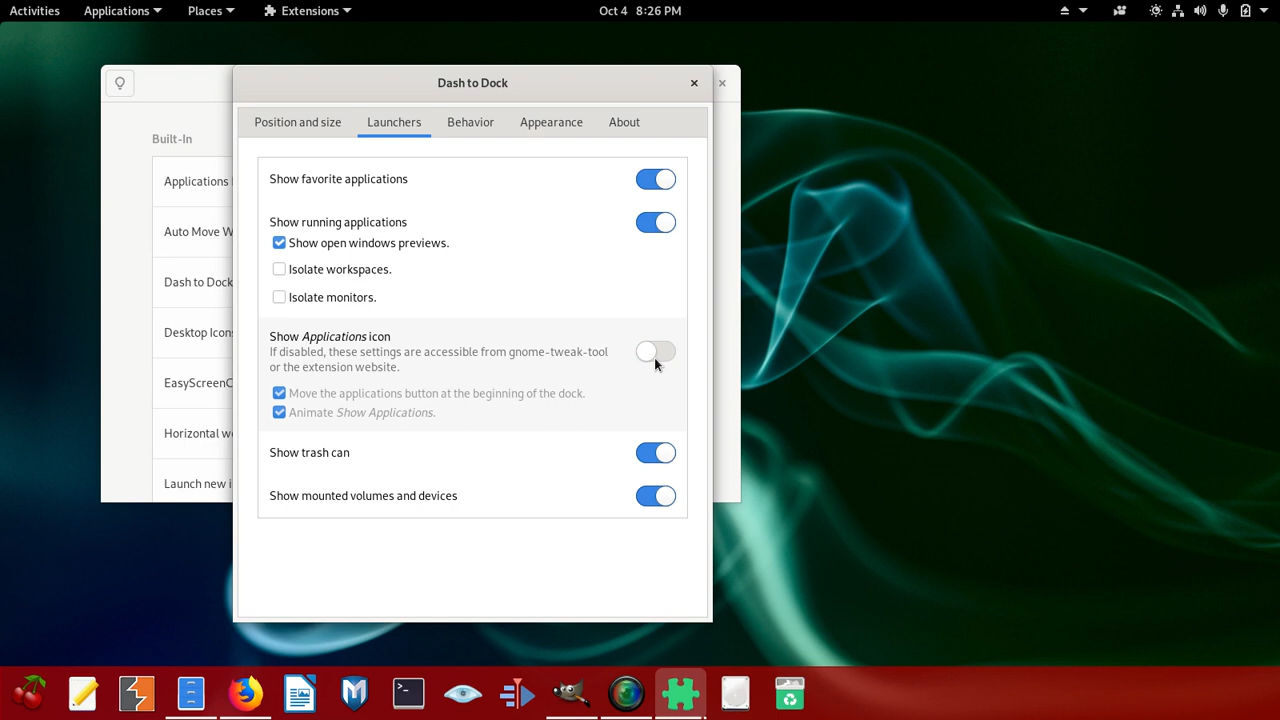 Activities Applications Places Extensions Oct 4 8:26 PM
Dash to Dock
Position and size Launchers Behavior Appearance About
Built-In
Applications
Auto Move W
Dash to Dock
Desktop Icons
EasyScreenC
Horizontal wo
Launch new i
Show favorite applications
Show running applications
Show open windows previews.
Isolate workspaces.
Isolate monitors.
Show Applications icon
If disabled, these settings are accessible from gnome-tweak-tool
or the extension website.
Move the applications button at the beginning of the dock.
Animate Show Applications.
Show trash can
Show mounted volumes and devices